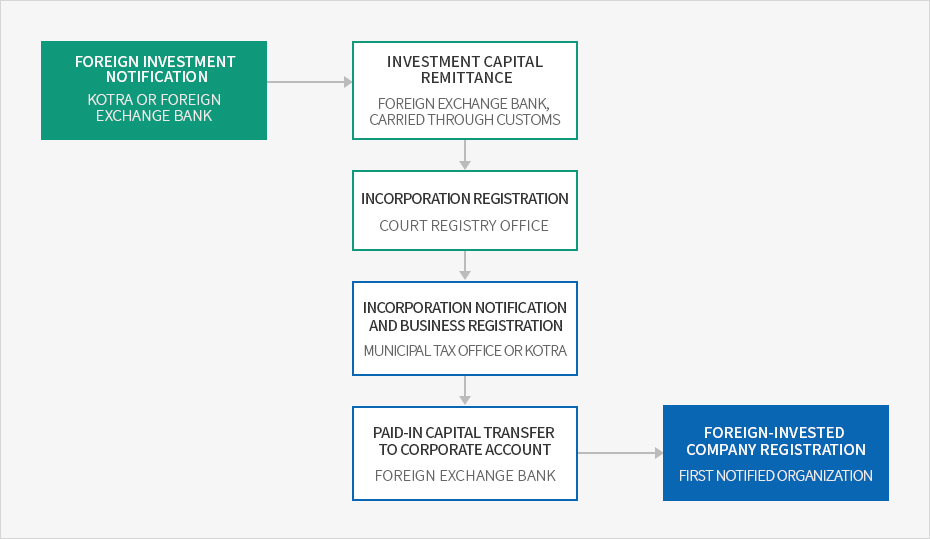 FOREIGN INVESTMENT
NOTIFICATION
KOTRA OR FOREIGN
EXCHANGE BANK
INVESTMENT CAPITAL
REMITTANCE
FOREIGN EXCHANGE BANK,
CARRIED THROUGH CUSTOMS
INCORPORATION REGISTRATION
COURT REGISTRY OFFICE
INCORPORATION NOTIFICATION
AND BUSINESS REGISTRATION
MUNICIPAL TAX OFFICE OR KOTRA
PAID-IN CAPITAL TRANSFER
TO CORPORATE ACCOUNT
FOREIGN EXCHANGE BANK
FOREIGN-INVESTED
COMPANY REGISTRATION
FIRST NOTIFIED ORGANIZATION